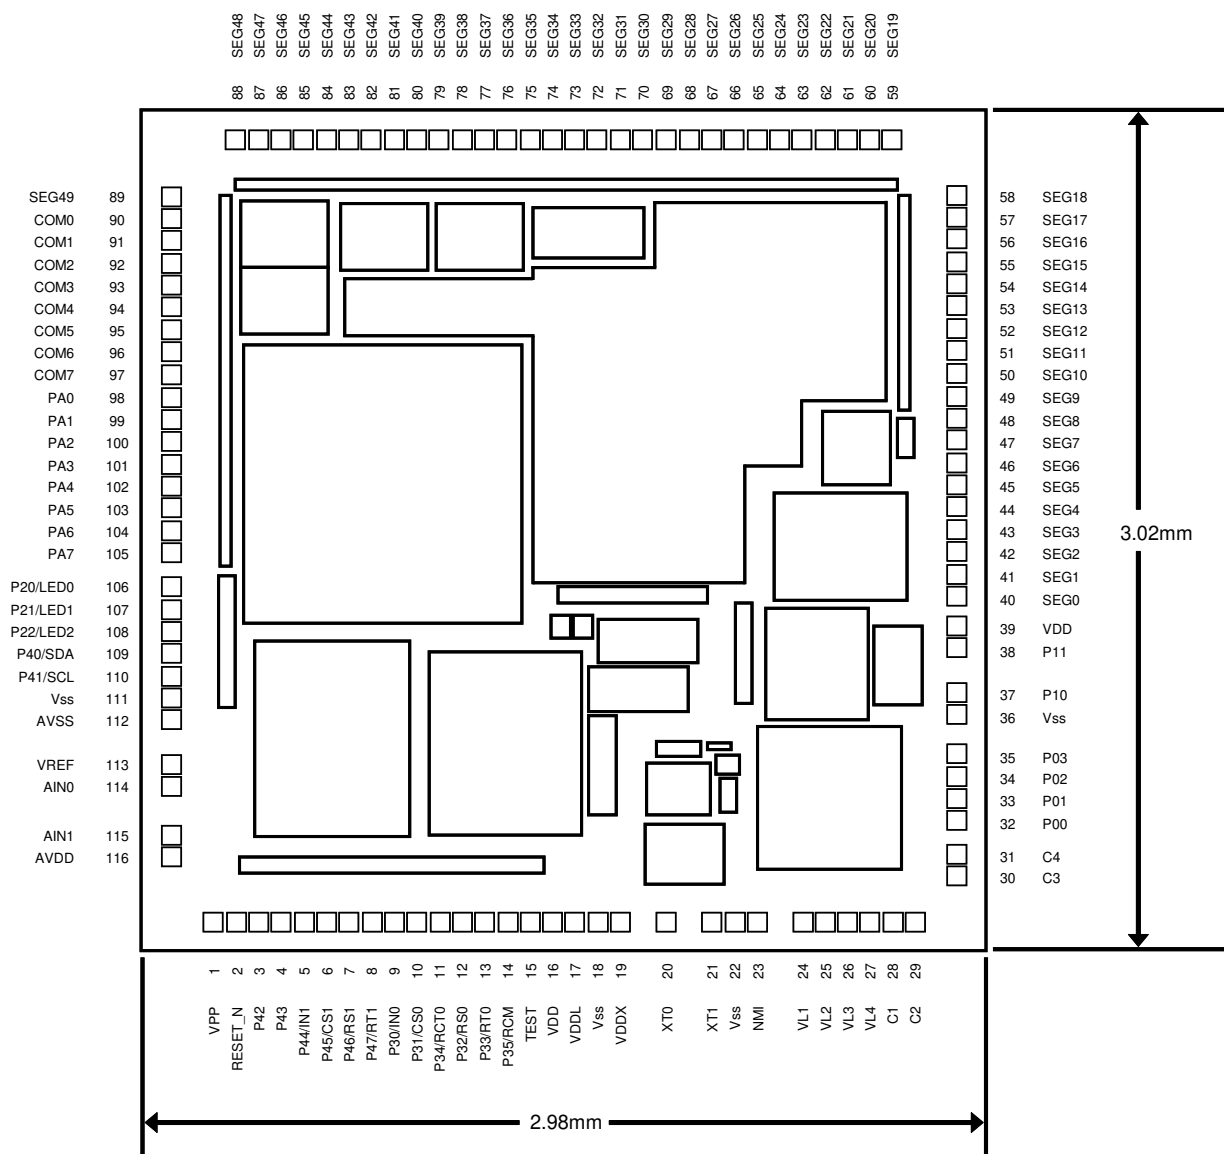 SEG48 SEG47 SEG46 SEG45 SEG44 SEG43 SEG42 SEG41 SEG40 SEG39 SEG38 SEG37 SEG36 SEG35 SEG34 SEG33 SEG32 SEG31 SEG30 SEG29 SEG28 SEG27 SEG26 SEG25 SEG24 SEG23 SEG22 SEG21 SEG20 SEG19
88 87 86 85 84 83 82 81 80 79 78 77 76 75 74 73 72 71 70 69 68 67 66 65 64 63 62 61 60 59
SEG49 89
COM0 90
COM1 91
COM2 92
COM3 93
COM4 94
COM5 95
COM6 96
COM7 97
PA0 98
PA1 99
PA2 100
PA3 101
PA4 102
PA5 103
PA6 104
PA7 105
P20/LED0 106
P21/LED1 107
P22/LED2 108
P40/SDA 109
P41/SCL 110
Vss 111
AVSS 112
VREF 113
AIN0 114
AIN1 115
AVDD 116
58 SEG18
57 SEG17
56 SEG16
55 SEG15
54 SEG14
53 SEG13
52 SEG12
51 SEG11
50 SEG10
49 SEG9
48 SEG8
47 SEG7
46 SEG6
45 SEG5
44 SEG4
43 SEG3
42 SEG2
41 SEG1
40 SEG0
39 VDD
38 P11
37 P10
36 Vss
35 P03
34 P02
33 P01
32 P00
31 C4
30 C3
3.02mm
1 2 3 4 5 6 7 8 9 10 11 12 13 14 15 16 17 18 19 20 21 22 23 24 25 26 27 28 29
VPP RESET_N P42 P43 P44/IN1 P45/CS1 P46/RS1 P47/RT1 P30/IN0 P31/CS0 P34/RCT0 P32/RS0 P33/RT0 P35/RCM TEST VDD VDDL Vss VDDX XT0 XT1 Vss NMI VL1 VL2 VL3 VL4 C1 C2
2.98mm